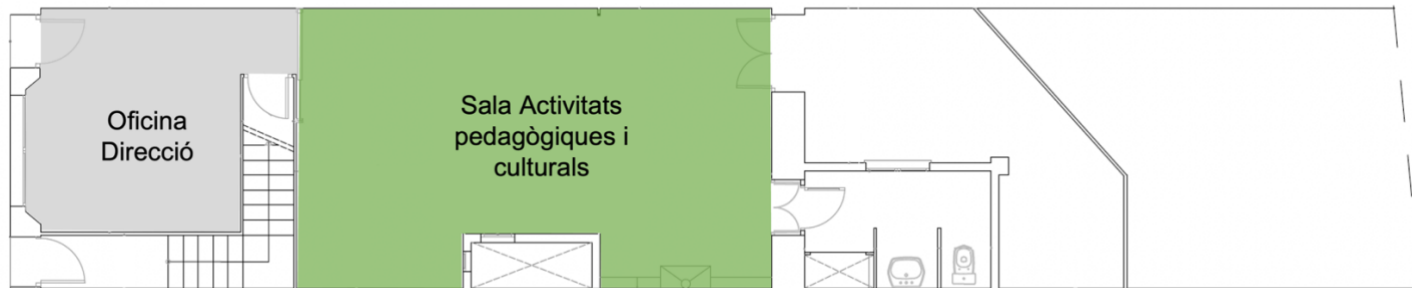 Oficina
Direcció
Sala Activitats
pedagògiques i
culturals